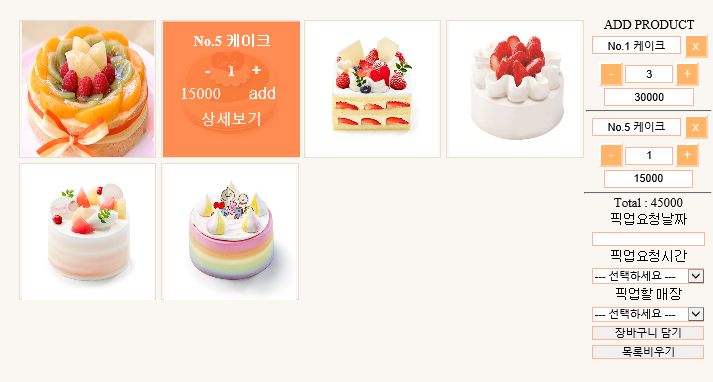 No.5 케이크
- 1 +
15000 add
상세보기
ADD PRODUCT
No.1 케이크 x
- 3 +
30000
No.5 케이크 x
- 1 +
15000
Total : 45000
픽업요청날짜
픽업요청시간
--- 선택하세요 ---
픽업할 매장
--- 선택하세요 ---
장바구니 담기
목록비우기